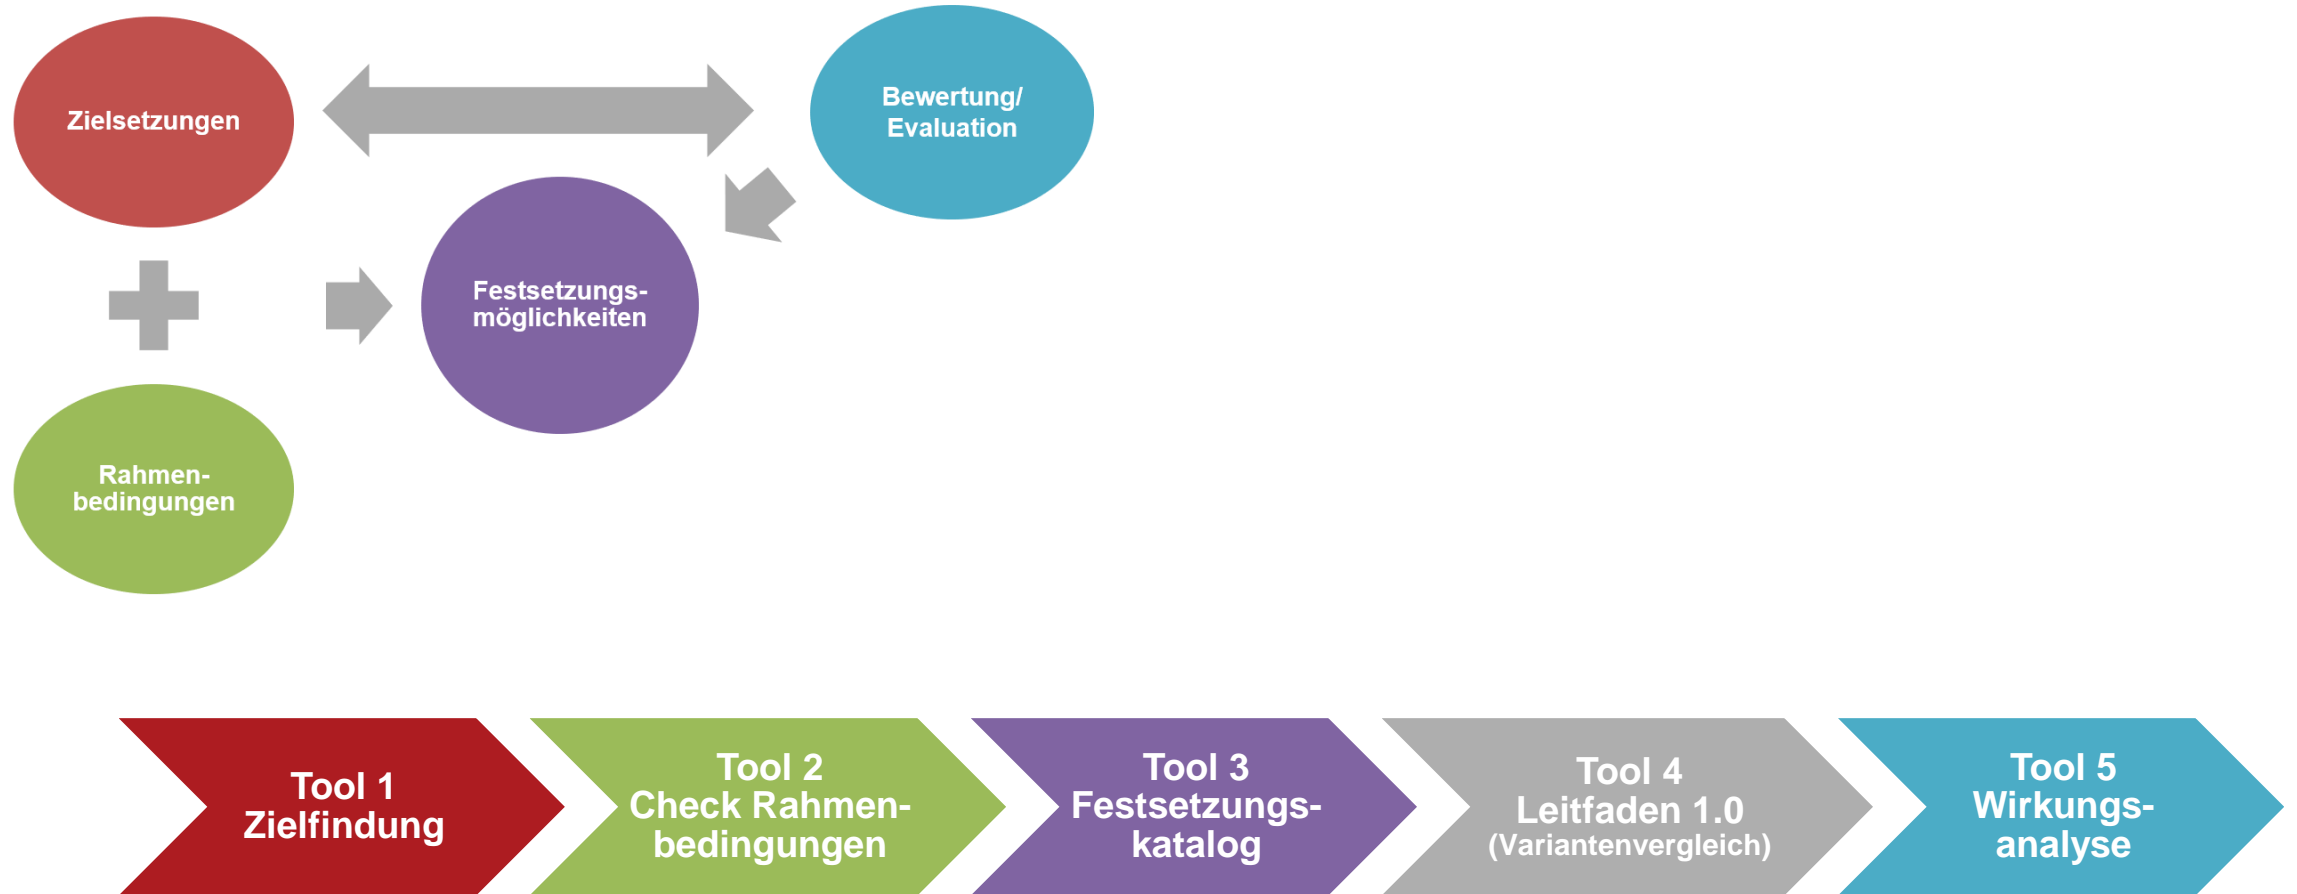 Zielsetzungen
Bewertung/
Evaluation
Festsetzungs-
möglichkeiten
Rahmen-
bedingungen
Tool 1
Zielfindung
Tool 2
Check Rahmen-
bedingungen
Tool 3
Festsetzungs-
katalog
Tool 4
Leitfaden 1.0
(Variantenvergleich)
Tool 5
Wirkungs-
analyse